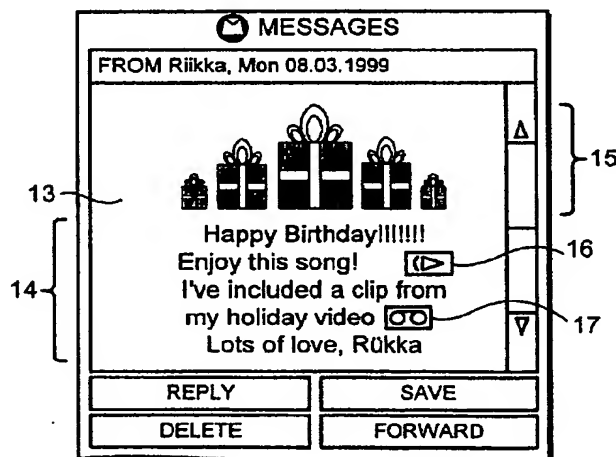 MESSAGES
FROM Riikka, Mon 08.03.1999
15
13
Happy Birthday!!!!!!!
Enjoy this song!
16
14
I've included a clip from
my holiday video
17
Lots of love, Rükka
REPLY
SAVE
DELETE
FORWARD